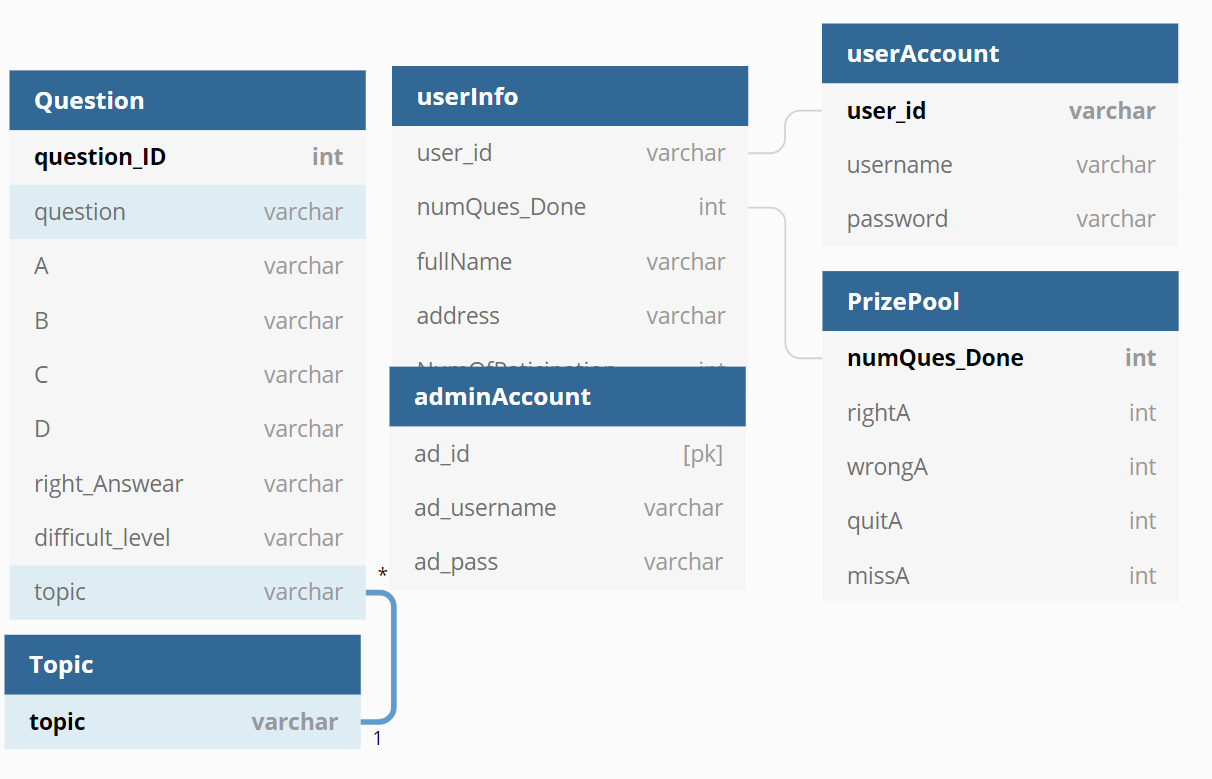 Question
question_ID int
question varchar
A varchar
B varchar
C varchar
D varchar
right_Answear varchar
difficult_level varchar
topic varchar
*
Topic
topic varchar
1
userInfo
user_id varchar
numQues_Done int
fullName varchar
address varchar
NumOfPaticipation int
adminAccount
ad_id [pk]
ad_username varchar
ad_pass varchar
userAccount
user_id varchar
username varchar
password varchar
PrizePool
numQues_Done int
rightA int
wrongA int
quitA int
missA int